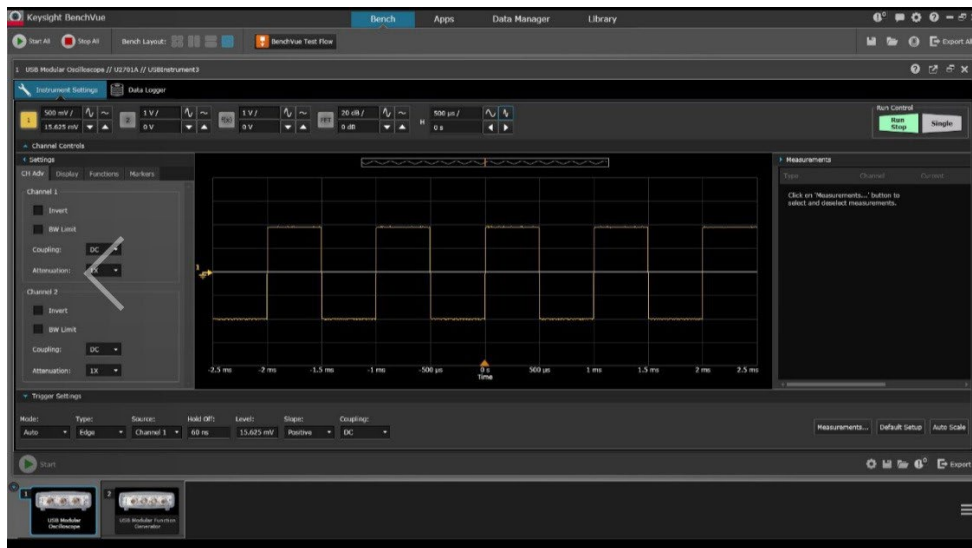 Keysight BenchVue
Bench Apps Data Manager Library
Start All Stop All Bench Layout: BenchVue Test Flow Export All
1 USB Modular Oscilloscope // U2701A // USBInstrument3
Instrument Settings Data Logger
Run Control
1 500 mV/ 2 1 V/ f(x) 1 V/ FFT 20 dB/ H 500 µs/
15.625 mV 0 V 0 V 0 dB 0 s
Run Stop Single
Channel Controls
Settings Measurements
CH Adv Display Functions Markers
Type Channel Current
Channel 1
Click on 'Measurements...' button to
select and deselect measurements.
Invert
BW Limit
Coupling: DC
Attenuation: 1X
1
Channel 2
Invert
BW Limit
Coupling: DC
Attenuation: 1X
-2.5 ms -2 ms -1.5 ms -1 ms -500 µs 0 s 500 µs 1 ms 1.5 ms 2 ms 2.5 ms
Time
Trigger Settings
Mode: Type: Source: Hold Off: Level: Slope: Coupling:
Auto Edge Channel 1 60 ns 15.625 mV Positive DC
Measurements... Default Setup Auto Scale
Start Export
1 2
USB Modular Oscilloscope
USB Modular Function Generator